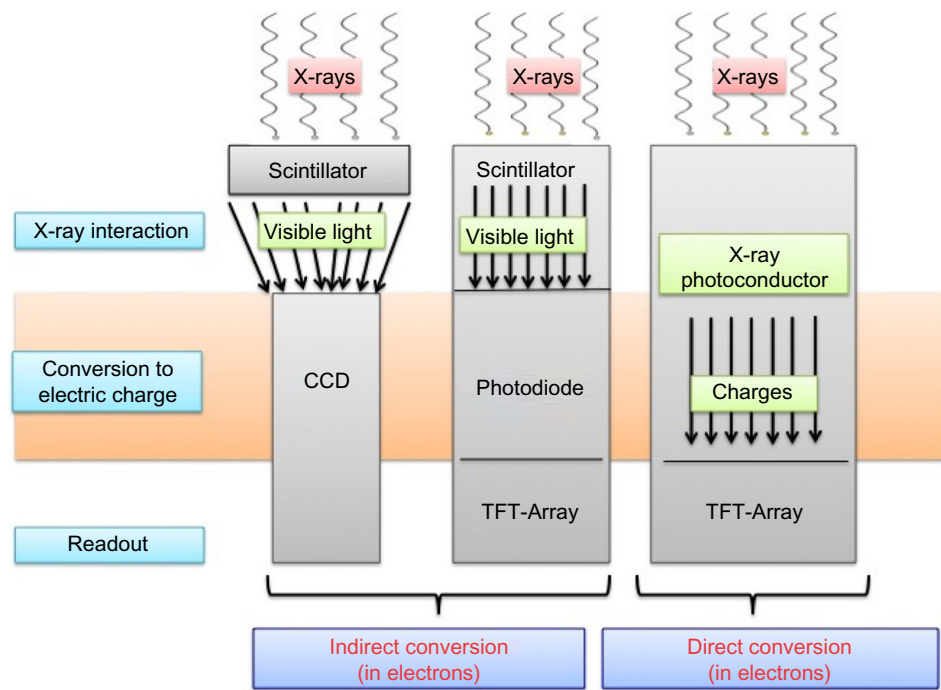 X-rays
X-rays
X-rays
Scintillator
Scintillator
X-ray interaction
Visible light
Visible light
X-ray
photoconductor
Conversion to
electric charge
CCD
Photodiode
Charges
Readout
TFT-Array
TFT-Array
Indirect conversion
(in electrons)
Direct conversion
(in electrons)